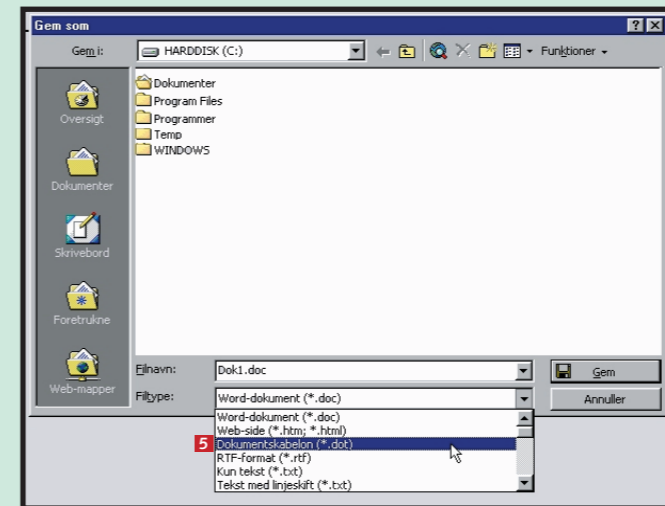 Gem som
Gem i:
HARDDISK (C:)
Funktioner
Oversigt
Dokumenter
Skrivebord
Foretrukne
Web-mapper
Dokumenter
Program Files
Programmer
Temp
WINDOWS
Filnavn:
Dok1.doc
Gem
Filtype:
Word-dokument (*.doc)
Annuller
Word-dokument (*.doc)
Web-side (*.htm; *.html)
5 Dokumentskabelon (*.dot)
RTF-format (*.rtf)
Kun tekst (*.txt)
Tekst med linjeskift (*.txt)